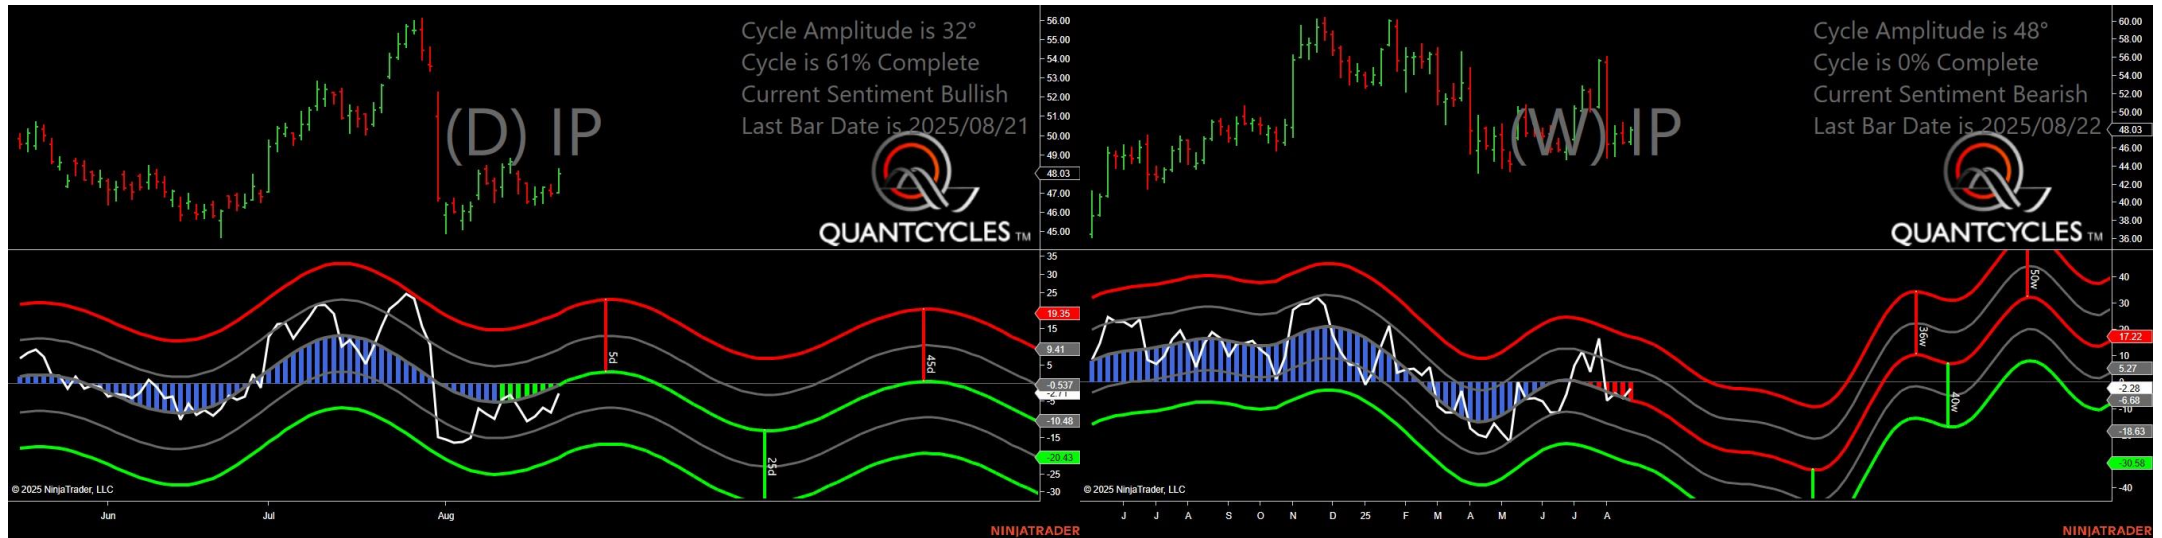 Cycle Amplitude is 32°
Cycle is 61% Complete
Current Sentiment Bullish
Last Bar Date is 2025/08/21
(D) IP
QUANTCYCLES TM
56.00
55.00
54.00
53.00
52.00
51.00
50.00
49.00
48.03
47.00
46.00
45.00
35
30
25
19.35
15
9.41
5
-0.537
-2.71
-5
-10.48
-15
-20.43
-25
-30
5d
25d
45d
© 2025 NinjaTrader, LLC
Jun Jul Aug
NINJATRADER
Cycle Amplitude is 48°
Cycle is 0% Complete
Current Sentiment Bearish
Last Bar Date is 2025/08/22
(W) IP
QUANTCYCLES TM
60.00
58.00
56.00
54.00
52.00
50.00
48.03
46.00
44.00
42.00
40.00
38.00
36.00
40
30
20
17.22
10
5.27
-2.28
-6.68
-10
-18.63
-30.58
-40
36w
40w
50w
© 2025 NinjaTrader, LLC
J J A S O N D 25 F M A M J J A
NINJATRADER